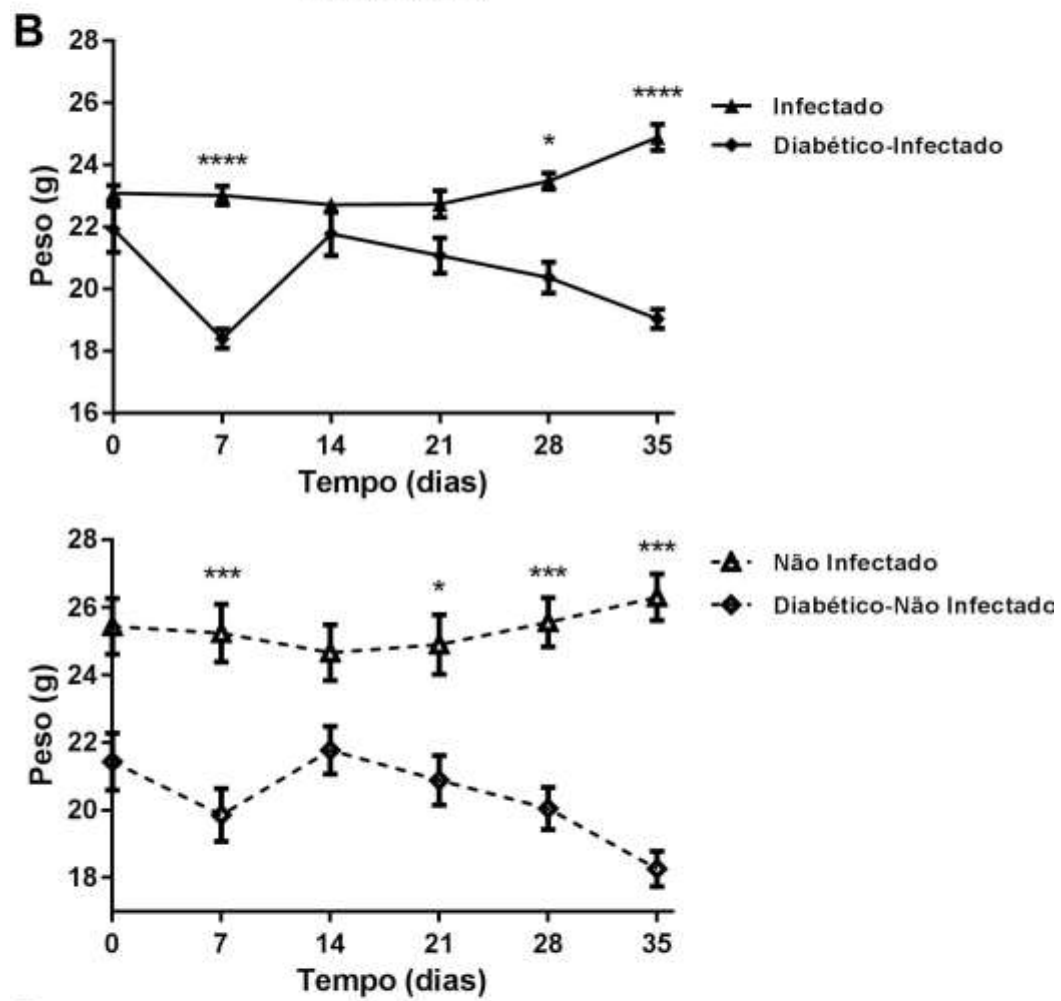 B
28
26
24
22
20
18
16
Peso (g)
****
*
****
Infectado
Diabético-Infectado
0 7 14 21 28 35
Tempo (dias)
28
26
24
22
20
18
Peso (g)
***
*
***
***
Não Infectado
Diabético-Não Infectado
0 7 14 21 28 35
Tempo (dias)